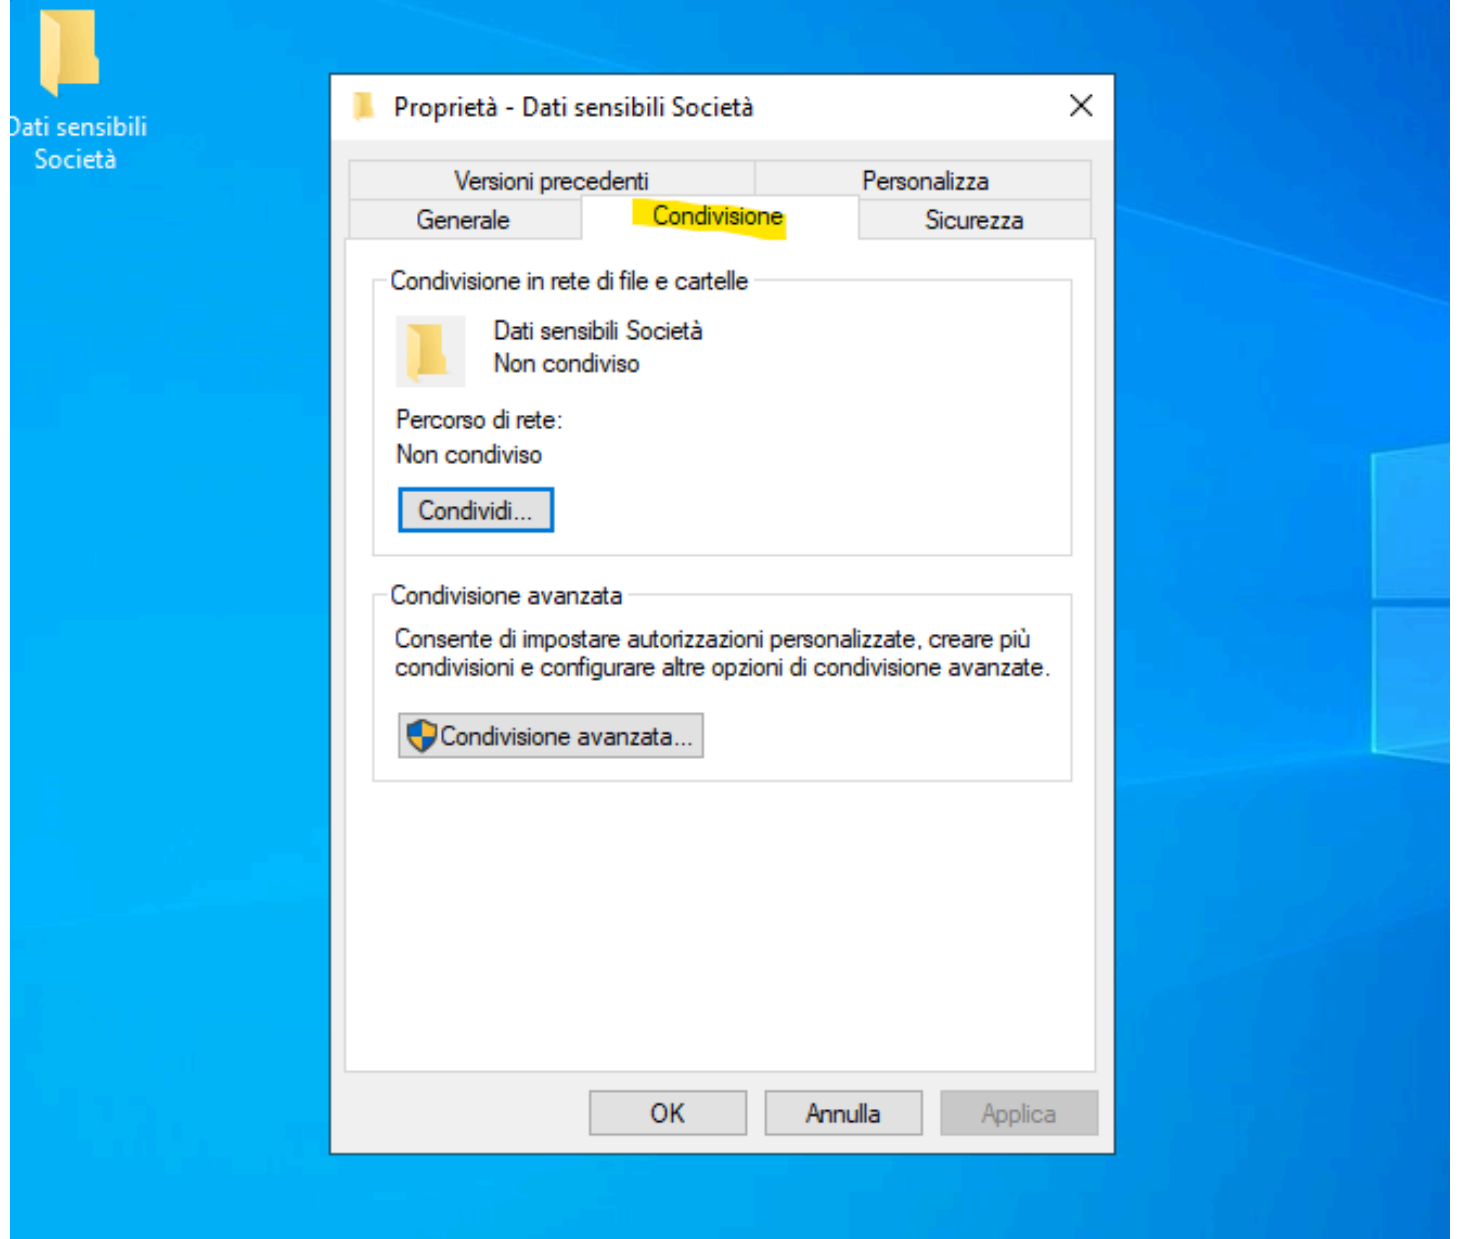 Dati sensibili
Società
Proprietà - Dati sensibili Società
Versioni precedenti
Personalizza
Generale
Condivisione
Sicurezza
Condivisione in rete di file e cartelle
Dati sensibili Società
Non condiviso
Percorso di rete:
Non condiviso
Condividi...
Condivisione avanzata
Consente di impostare autorizzazioni personalizzate, creare più
condivisioni e configurare altre opzioni di condivisione avanzate.
Condivisione avanzata...
OK
Annulla
Applica